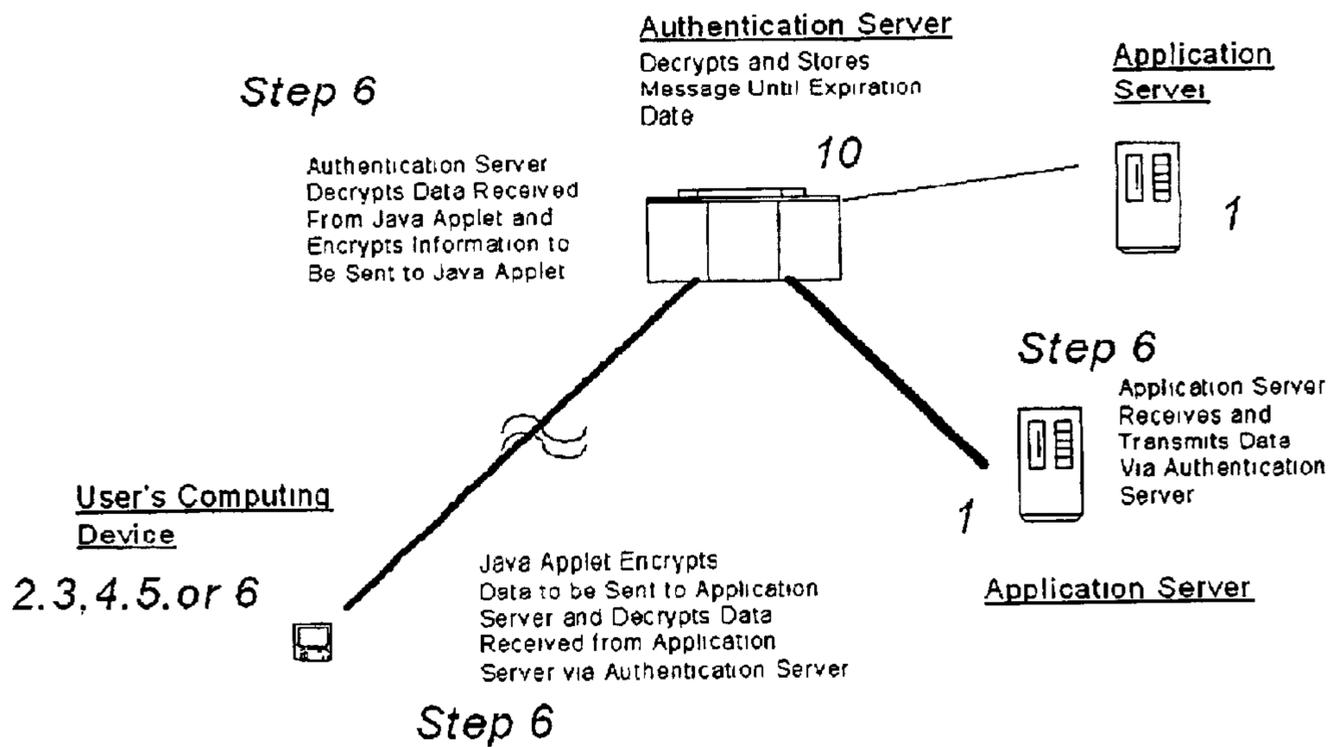 Authentication Server
Decrypts and Stores
Message Until Expiration
Date
Application
Server
Step 6
10
Authentication Server
Decrypts Data Received
From Java Applet and
Encrypts Information to
Be Sent to Java Applet
1
Step 6
Application Server
Receives and
Transmits Data
Via Authentication
Server
1
Application Server
User's Computing
Device
2.3,4.5.or 6
Java Applet Encrypts
Data to be Sent to Application
Server and Decrypts Data
Received from Application
Server via Authentication Server
Step 6